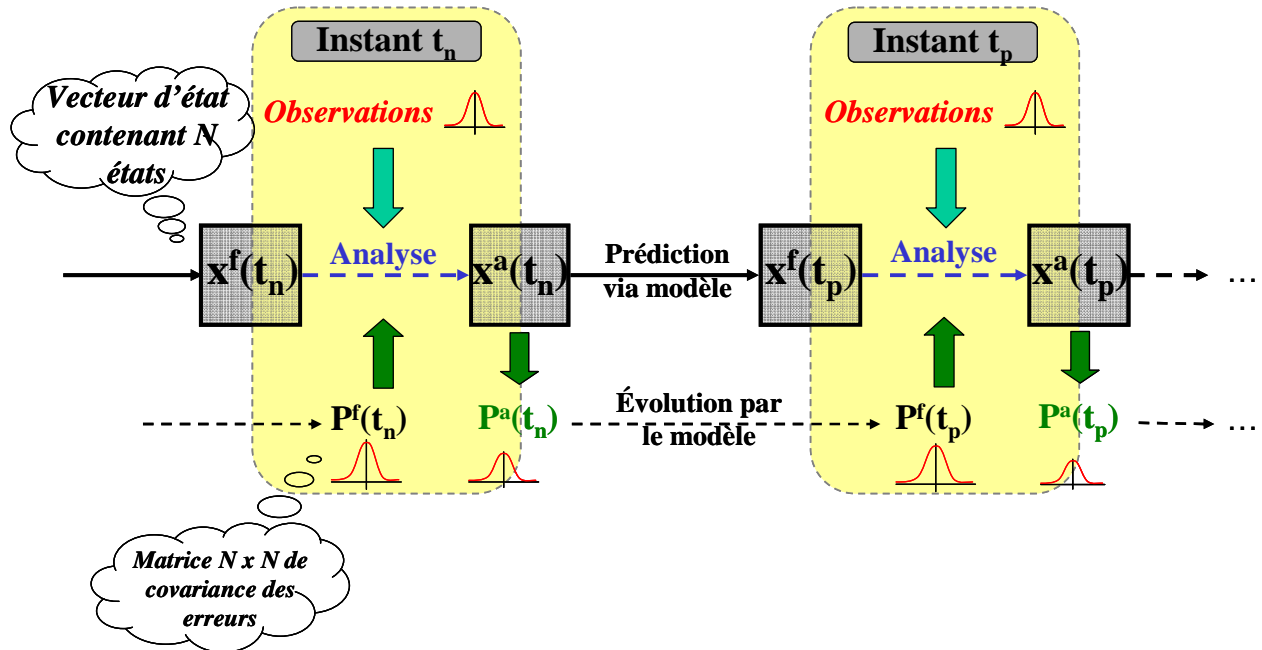 Instant tn
Instant tp
Vecteur d'état
contenant N
états
Observations
Observations
xf(tn)
Analyse
xa(tn)
Prédiction
via modèle
xf(tp)
Analyse
xa(tp)
...
Pf(tn)
Pa(tn)
Évolution par
le modèle
Pf(tp)
Pa(tp)
...
Matrice N x N de
covariance des
erreurs